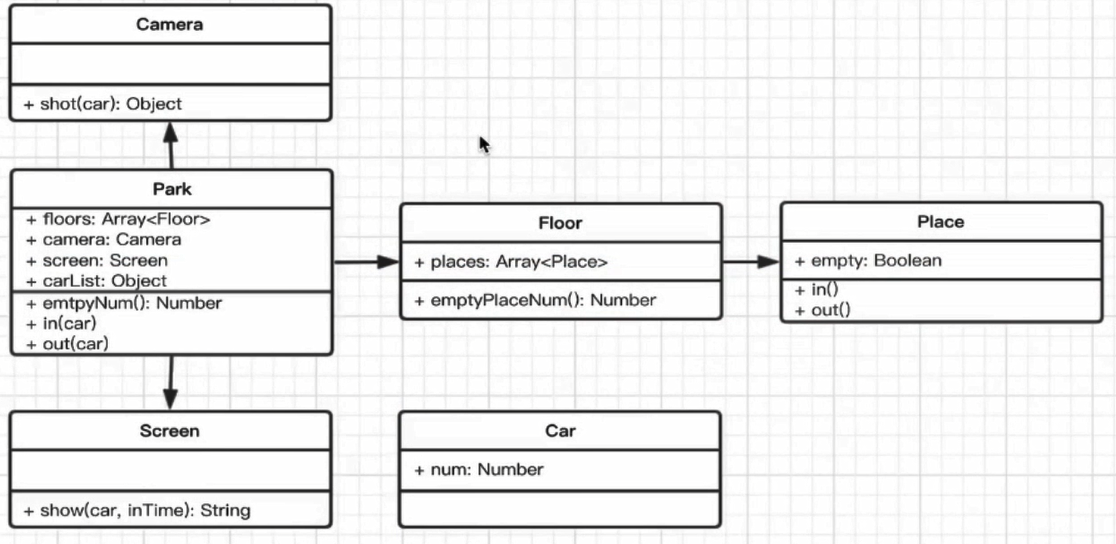 Camera
+ shot(car): Object
Park
+ floors: Array<Floor>
+ camera: Camera
+ screen: Screen
+ carList: Object
+ emtpyNum(): Number
+ in(car)
+ out(car)
Floor
+ places: Array<Place>
+ emptyPlaceNum(): Number
Place
+ empty: Boolean
+ in()
+ out()
Screen
+ show(car, inTime): String
Car
+ num: Number